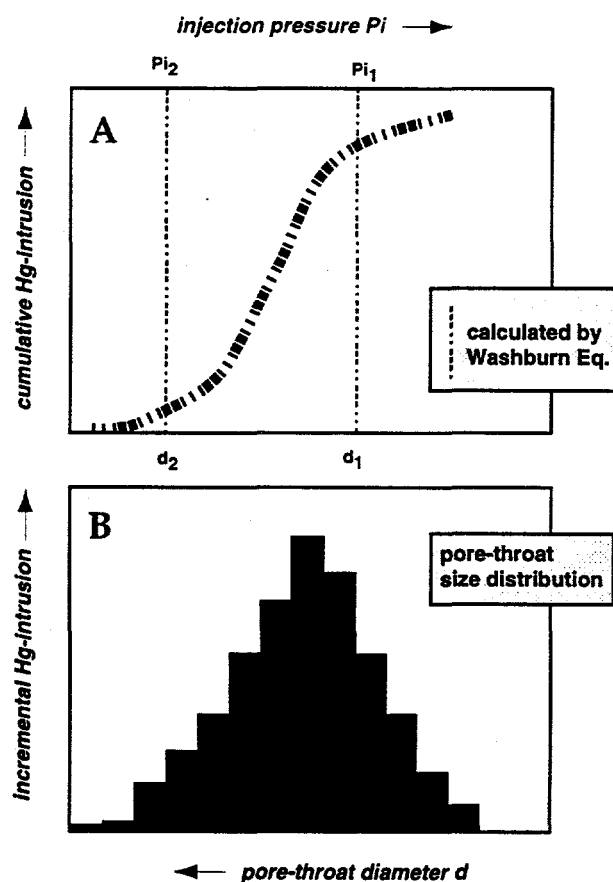 injection pressure Pi
Pi2
Pi1
A
cumulative Hg-Intrusion
calculated by
Washburn Eq.
d2
d1
B
incremental Hg-Intrusion
pore-throat
size distribution
pore-throat diameter d